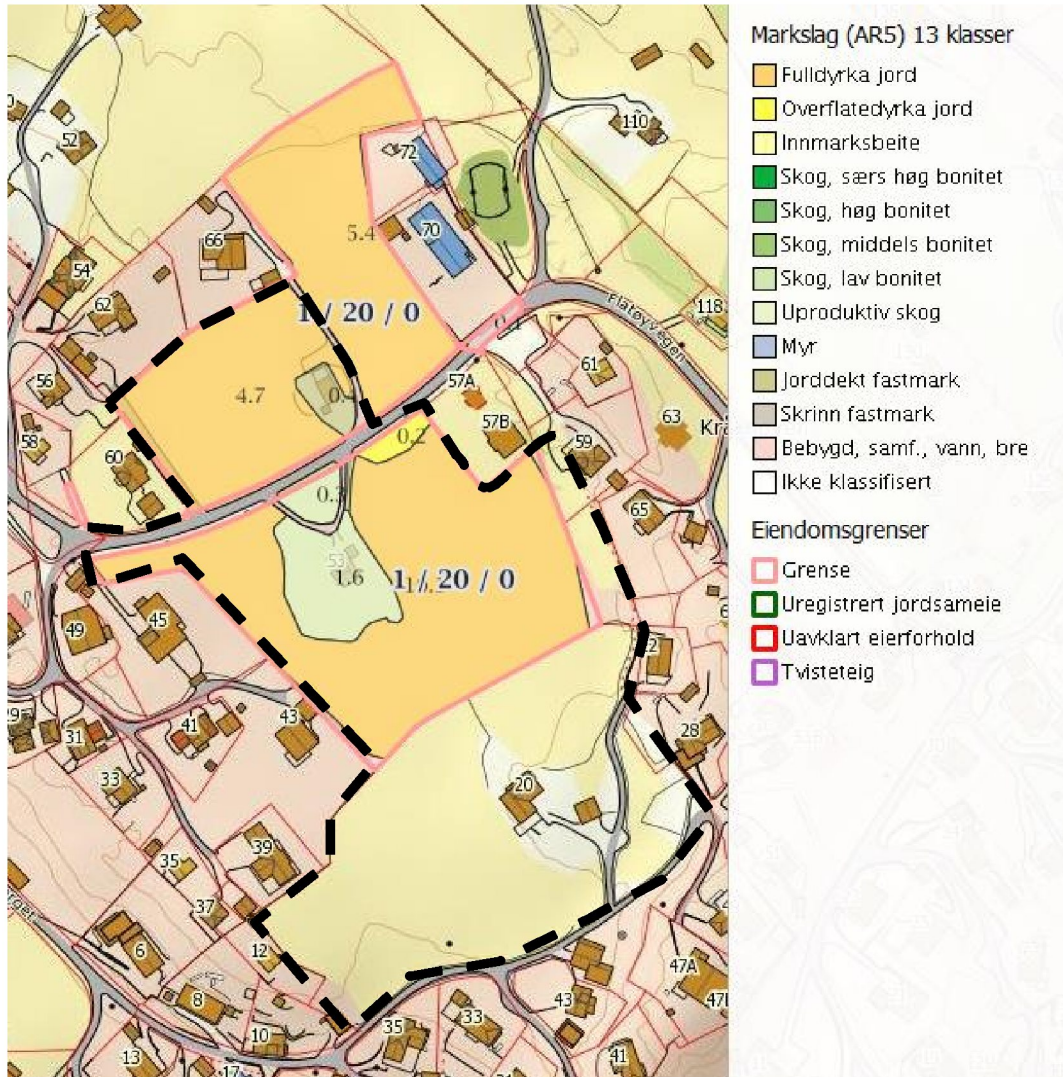 Markslag (AR5) 13 klasser
Fulldyrka jord
Overflatedyrka jord
Innmarksbeite
Skog, særs høg bonitet
Skog, høg bonitet
Skog, middels bonitet
Skog, lav bonitet
Uproduktiv skog
Myr
Jorddekt fastmark
Skrinn fastmark
Bebygd, samf., vann, bre
Ikke klassifisert
Eiendomsgrenser
Grense
Uregistrert jordsameie
Uavklart eierforhold
Tvisteteig
52
110
72
70
5.4
66
54
62
118
Flatøyvegen
1 / 20 / 0
61
57A
57B
63
56
4.7
58
0.2
59
60
65
53
1.6
1 / 20 / 0
49
45
43
41
31
33
28
20
39
35
37
12
6
8
10
13
17
35
33
43
47A
41